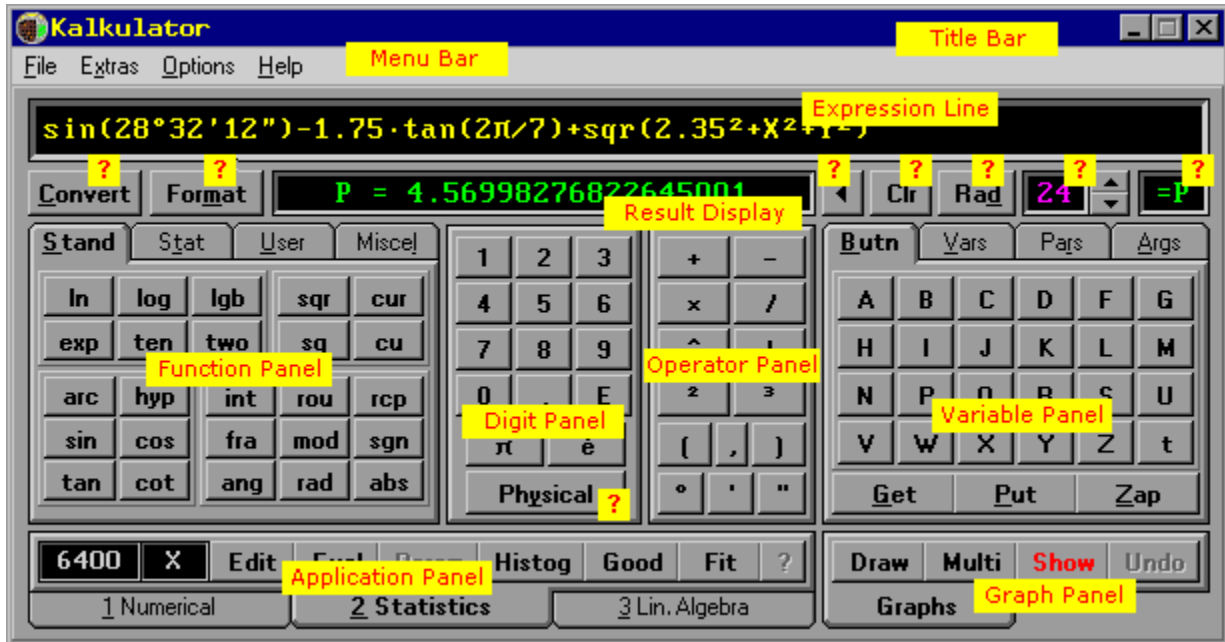 Kalkulator
Title Bar
File Extras Options Help
Menu Bar
Expression Line
sin(28°32'12")-1.75·tan(2π/7)+sqr(2.35²+X²+Y²)
? ? ? ? ? ? ?
Convert Format P = 4.56998276822645001 ◄ Clr Rad 24 =P
Result Display
Stand Stat User Miscel
Butn Vars Pars Args
1 2 3 + -
ln log lgb sqr cur 4 5 6 × / A B C D F G
exp ten two sq cu 7 8 9 ^ ! H I J K L M
Function Panel
Operator Panel
arc hyp int rou rcp 0 . E ² ³ N P Q R S U
Digit Panel
Variable Panel
sin cos fra mod sgn π ė ( , ) V W X Y Z t
tan cot ang rad abs Physical ? ° ' " Get Put Zap
6400 X Edit Eval Histog Good Fit ? Draw Multi Show Undo
Application Panel
Graph Panel
1 Numerical 2 Statistics 3 Lin. Algebra Graphs